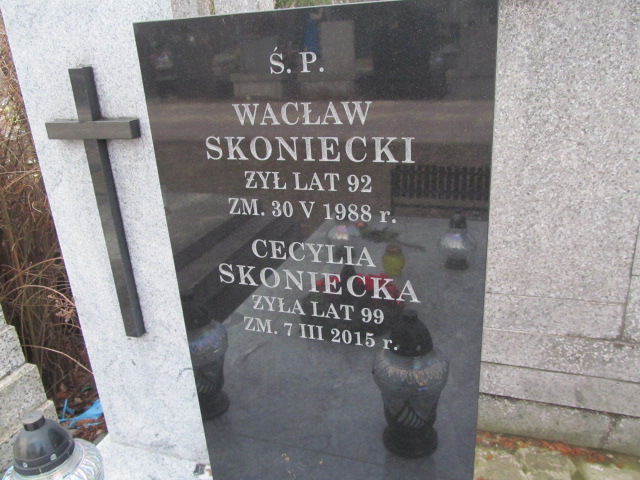 Ś. P.
WACŁAW
SKONIECKI
ŻYŁ LAT 92
ZM. 30 V 1988 r.
CECYLIA
SKONIECKA
ŻYŁA LAT 99
ZM. 7 III 2015 r.